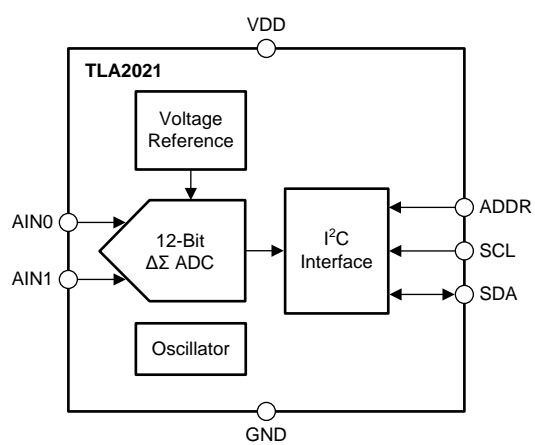 VDD
TLA2021
Voltage
Reference
AIN0
12-Bit
ΔΣ ADC
AIN1
I²C
Interface
ADDR
SCL
SDA
Oscillator
GND